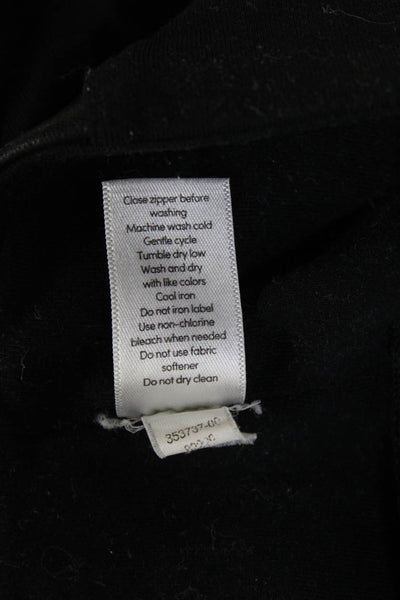 Close zipper before
washing
Machine wash cold
Gentle cycle
Tumble dry low
Wash and dry
with like colors
Cool iron
Do not iron label
Use non-chlorine
bleach when needed
Do not use fabric
softener
Do not dry clean